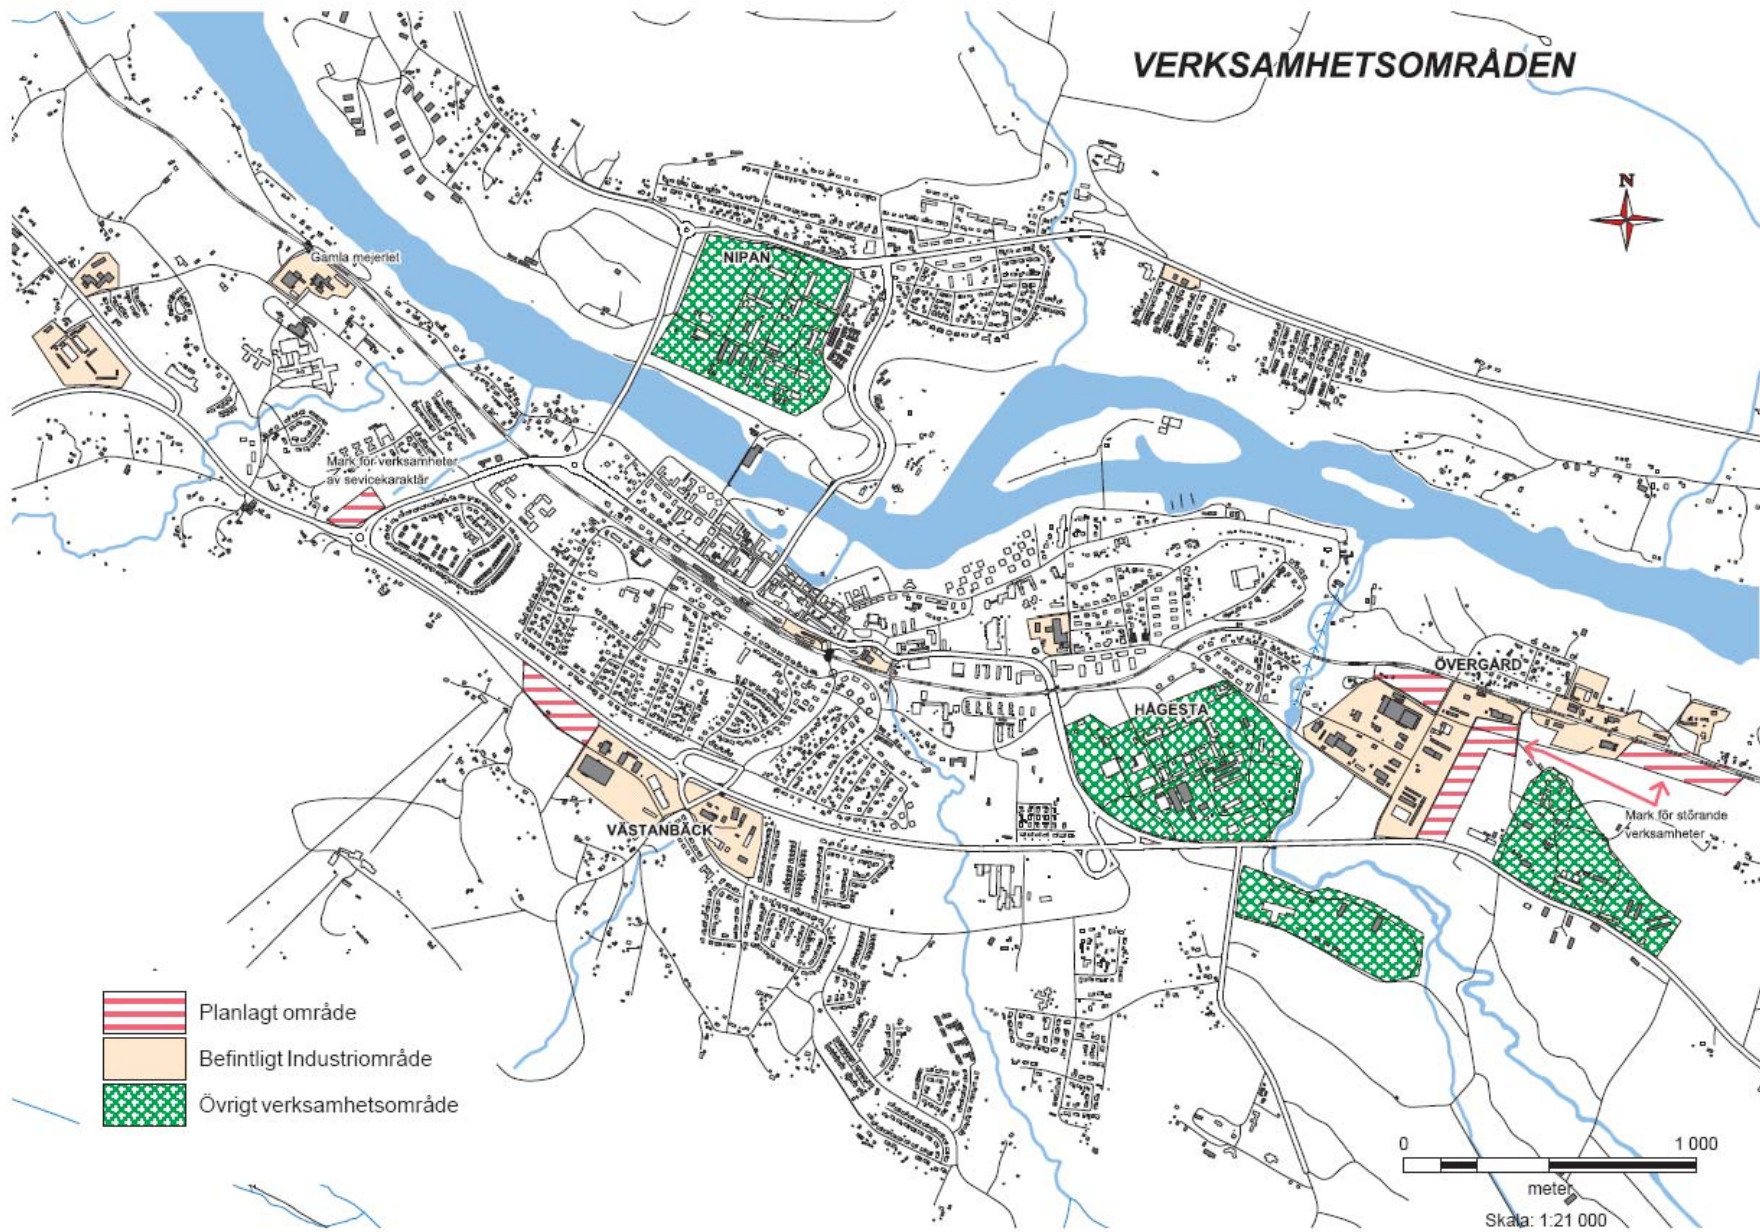 VERKSAMHETSOMRÅDEN
N
Gamla mejeriet
NIPAN
Mark för verksamheter
av sevicekaraktär
ÖVERGÅRD
HÅGESTA
Mark för störande
verksamheter
VÄSTANBÄCK
Planlagt område
Befintligt Industriområde
Övrigt verksamhetsområde
0 1 000
meter
Skala: 1:21 000